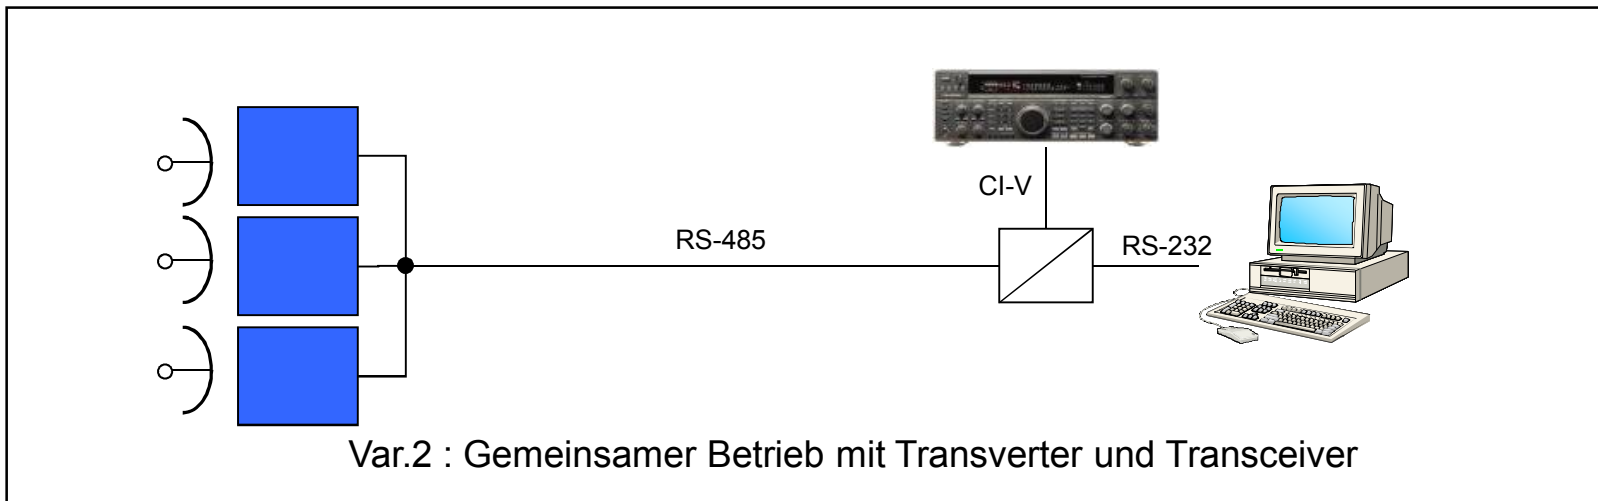 CI-V
RS-485
RS-232
Var.2 : Gemeinsamer Betrieb mit Transverter und Transceiver